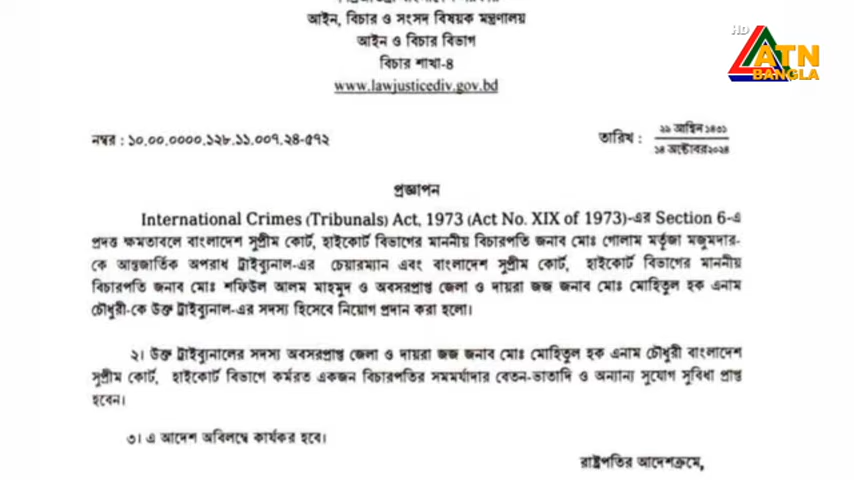 আইন, বিচার ও সংসদ বিষয়ক মন্ত্রণালয়
আইন ও বিচার বিভাগ
বিচার শাখা-৪
www.lawjusticediv.gov.bd
HD
ATN
BANGLA
নম্বর : ১০.০০.০০০০.১২৮.১১.০০৭.২৪-৫৭২
তারিখ :
২৯ আশ্বিন ১৪৩১
১৪ অক্টোবর২০২৪
প্রজ্ঞাপন
International Crimes (Tribunals) Act, 1973 (Act No. XIX of 1973)-এর Section 6-এ
প্রদত্ত ক্ষমতাবলে বাংলাদেশ সুপ্রীম কোর্ট, হাইকোর্ট বিভাগের মাননীয় বিচারপতি জনাব মোঃ গোলাম মর্তূজা মজুমদার-
কে আন্তর্জাতিক অপরাধ ট্রাইব্যুনাল-এর চেয়ারম্যান এবং বাংলাদেশ সুপ্রীম কোর্ট, হাইকোর্ট বিভাগের মাননীয়
বিচারপতি জনাব মোঃ শফিউল আলম মাহমুদ ও অবসরপ্রাপ্ত জেলা ও দায়রা জজ জনাব মোঃ মোহিতুল হক এনাম
চৌধুরী-কে উক্ত ট্রাইব্যুনাল-এর সদস্য হিসেবে নিয়োগ প্রদান করা হলো।
২। উক্ত ট্রাইব্যুনালের সদস্য অবসরপ্রাপ্ত জেলা ও দায়রা জজ জনাব মোঃ মোহিতুল হক এনাম চৌধুরী বাংলাদেশ
সুপ্রীম কোর্ট, হাইকোর্ট বিভাগে কর্মরত একজন বিচারপতির সমমর্যাদার বেতন-ভাতাদি ও অন্যান্য সুযোগ সুবিধা প্রাপ্ত
হবেন।
৩। এ আদেশ অবিলম্বে কার্যকর হবে।
রাষ্ট্রপতির আদেশক্রমে,